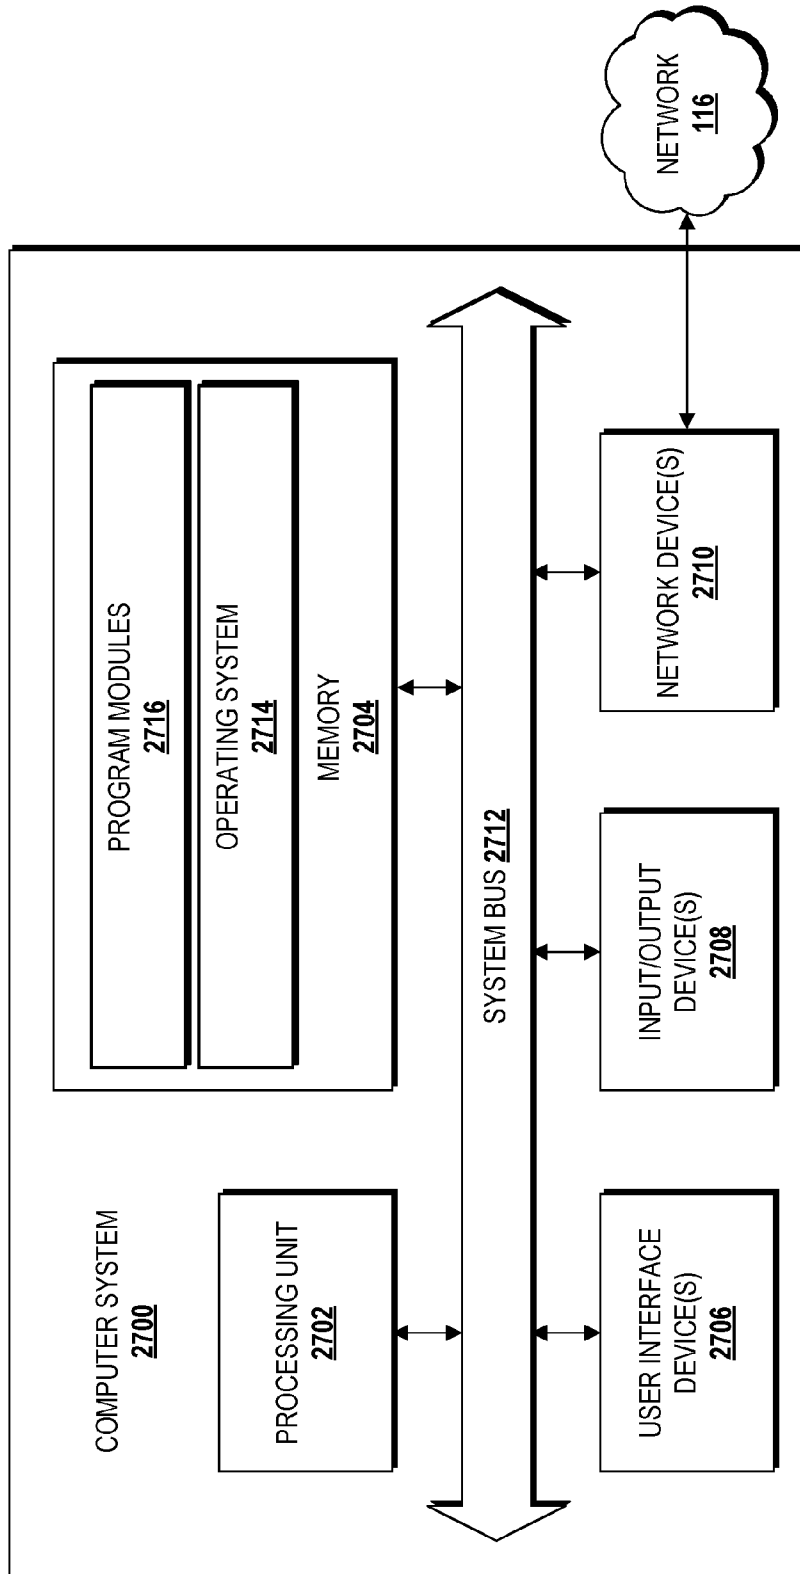 COMPUTER SYSTEM
2700
PROCESSING UNIT
2702
PROGRAM MODULES
2716
OPERATING SYSTEM
2714
MEMORY
2704
SYSTEM BUS 2712
USER INTERFACE
DEVICE(S)
2706
INPUT/OUTPUT
DEVICE(S)
2708
NETWORK DEVICE(S)
2710
NETWORK
116